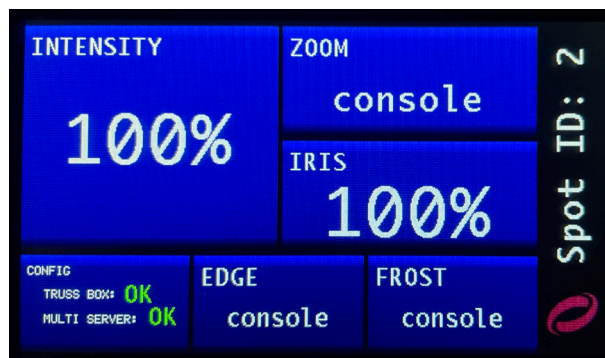 INTENSITY
100%
ZOOM
console
IRIS
100%
CONFIG
TRUSS BOX: OK
MULTI SERVER: OK
EDGE
console
FROST
console
Spot ID: 2